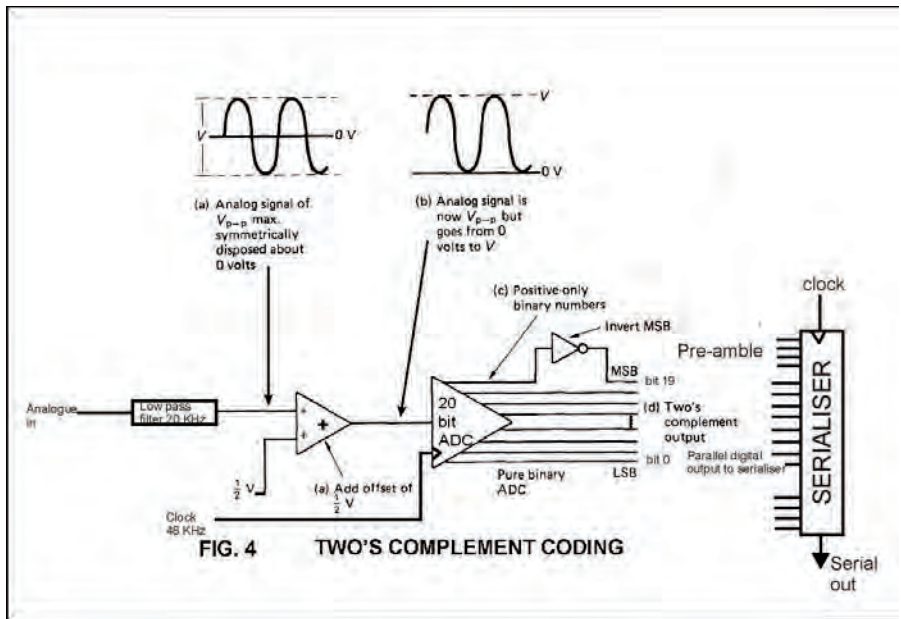 V
0 V
V
0 V
(a) Analog signal of
Vp–p max.
symmetrically
disposed about
0 volts
(b) Analog signal is
now Vp–p but
goes from 0
volts to V
(c) Positive-only
binary numbers
Invert MSB
clock
Pre-amble
MSB
bit 19
Analogue
in
Low pass
filter 20 KHz
+
+
+
20
bit
ADC
(d) Two's
complement
output
bit 0
LSB
Parallel digital
output to serialiser
SERIALISER
Pure binary
ADC
½ V
(a) Add offset of
½ V
Clock
48 KHz
FIG. 4 TWO'S COMPLEMENT CODING
Serial
out